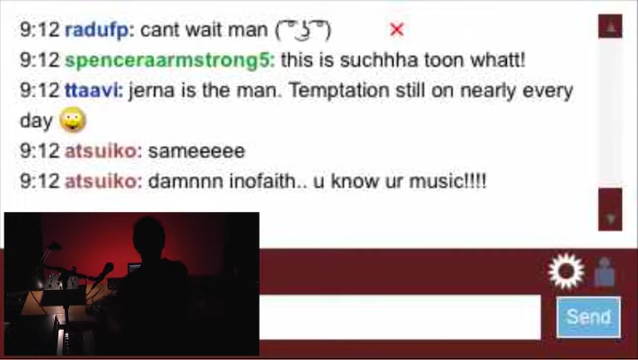 9:12 radufp: cant wait man ( ͡° ͜ʖ ͡°)
9:12 spenceraarmstrong5: this is suchhha toon whatt!
9:12 ttaavi: jerna is the man. Temptation still on nearly every
day
9:12 atsuiko: sameeeee
9:12 atsuiko: damnnn inofaith.. u know ur music!!!!
Send